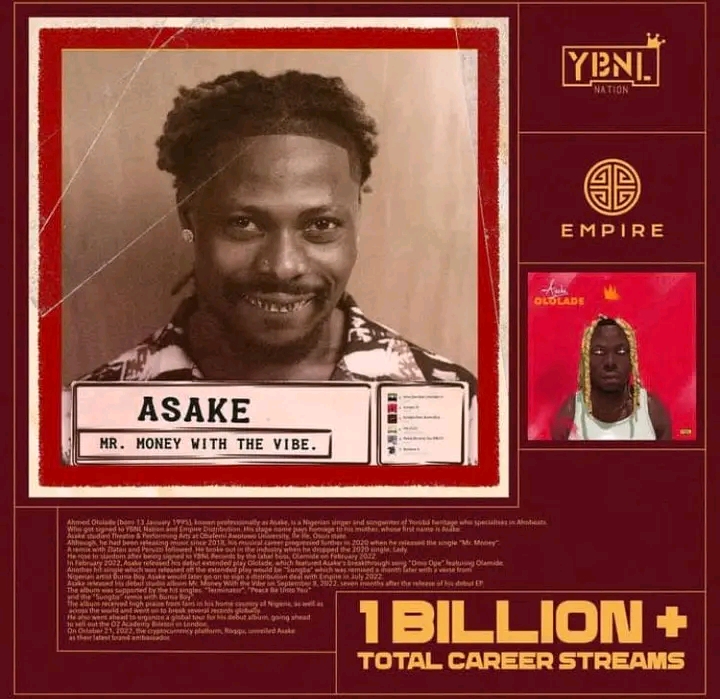 YBNL
NATION
EMPIRE
Asake
OLOLADE
ASAKE
MR. MONEY WITH THE VIBE.
Ahmed Ololade (born 13 January 1995), known professionally as Asake, is a Nigerian singer and songwriter of Yorùbá heritage who specialises in Afrobeats.
Who got signed to YBNL Nation and Empire Distribution. His stage name pays homage to his mother, whose first name is Asake.
Asake studied Theatre & Performing Arts at Obafemi Awolowo University, Ile Ife, Osun state.
Although, he had been releasing music since 2018, his musical career progressed further in 2020 when he released the single "Mr. Money".
A remix with Zlatan and Peruzzi followed. He broke out in the industry when he dropped the 2020 single, Lady.
He rose to stardom after being signed to YBNL Records by the label boss, Olamide on February 2022.
In February 2022, Asake released his debut extended play Ololade, which featured Asake's breakthrough song "Omo Ope" featuring Olamide.
Another hit single which was released off the extended play would be "Sungba" which was remixed a month later with a verse from
Nigerian artist Burna Boy. Asake would later go on to sign a distribution deal with Empire in July 2022.
Asake released his debut studio album Mr. Money With the Vibe on September 8, 2022, seven months after the release of his debut EP.
The album was supported by the hit singles, "Terminator", "Peace Be Unto You"
and the "Sungba" remix with Burna Boy
The album received high praise from fans in his home country of Nigeria, as well as
across the world and went on to break several records globally.
He also went ahead to organize a global tour for his debut album, going ahead
to sell out the O2 Academy Brixton in London.
On October 21, 2022, the cryptocurrency platform, Roqqu, unveiled Asake
as their latest brand ambassador.
1 BILLION +
TOTAL CAREER STREAMS